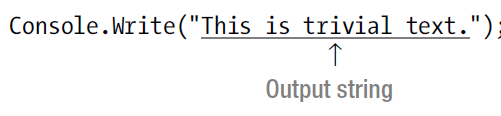 Console.Write("This is trivial text.");
↑
Output string